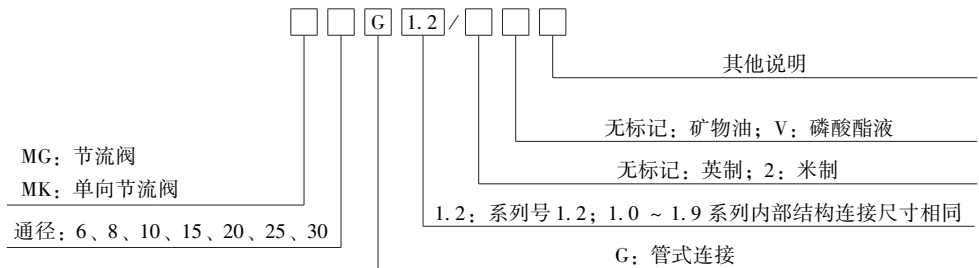 G 1.2 /
其他说明
无标记：矿物油；V：磷酸酯液
MG：节流阀
无标记：英制；2：米制
MK：单向节流阀
1.2：系列号1.2；1.0 ~ 1.9系列内部结构连接尺寸相同
通径：6、8、10、15、20、25、30
G：管式连接